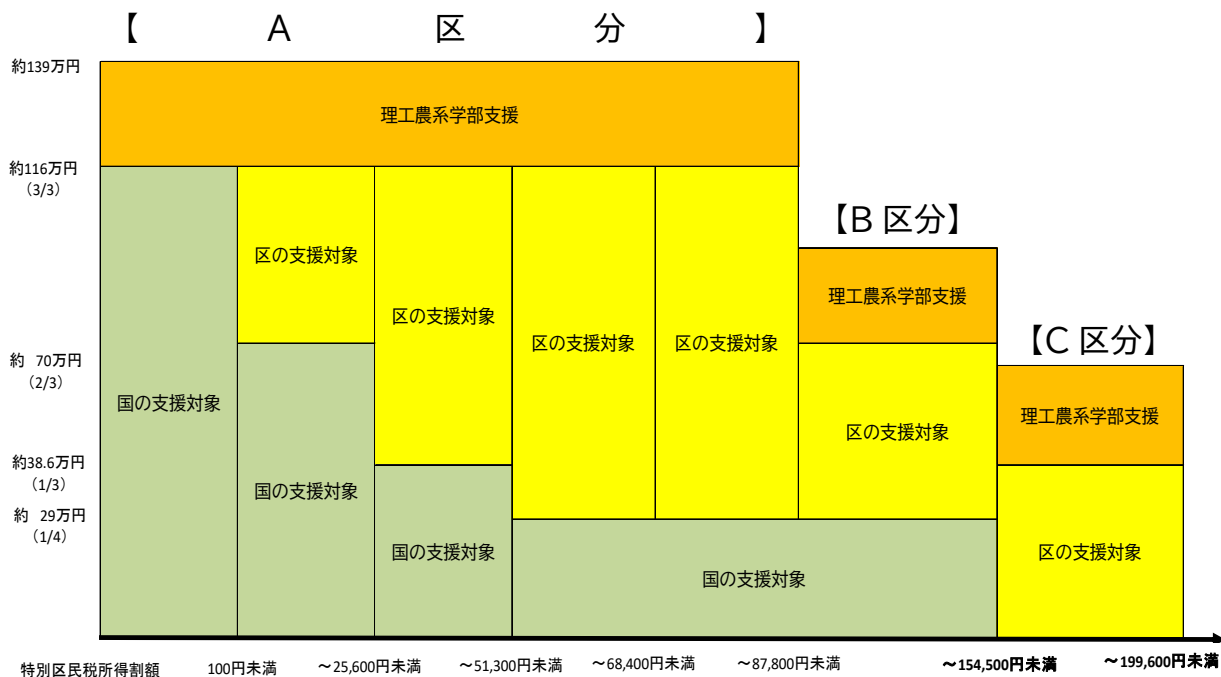 【A区分】
約139万円
理工農系学部支援
約116万円
（3/3）
【B 区分】
区の支援対象
理工農系学部支援
区の支援対象
区の支援対象
区の支援対象
【C 区分】
約 70万円
（2/3）
国の支援対象
理工農系学部支援
区の支援対象
約38.6万円
（1/3）
国の支援対象
約 29万円
（1/4）
国の支援対象
区の支援対象
国の支援対象
特別区民税所得割額
100円未満
～25,600円未満
～51,300円未満
～68,400円未満
～87,800円未満
～154,500円未満
～199,600円未満